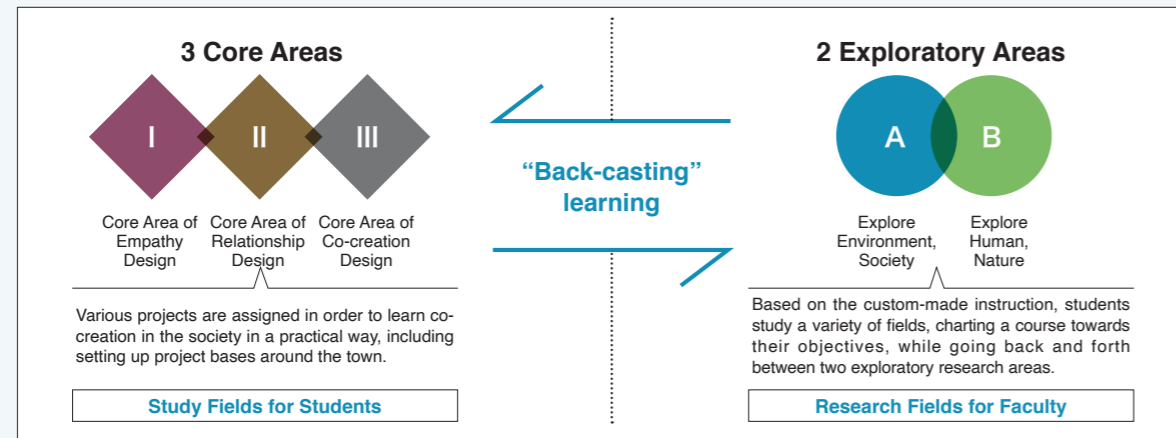 3 Core Areas
I
II
III
Core Area of
Empathy
Design
Core Area of
Relationship
Design
Core Area of
Co-creation
Design
Various projects are assigned in order to learn co-
creation in the society in a practical way, including
setting up project bases around the town.
Study Fields for Students
“Back-casting”
learning
2 Exploratory Areas
A
B
Explore
Environment,
Society
Explore
Human,
Nature
Based on the custom-made instruction, students
study a variety of fields, charting a course towards
their objectives, while going back and forth
between two exploratory research areas.
Research Fields for Faculty